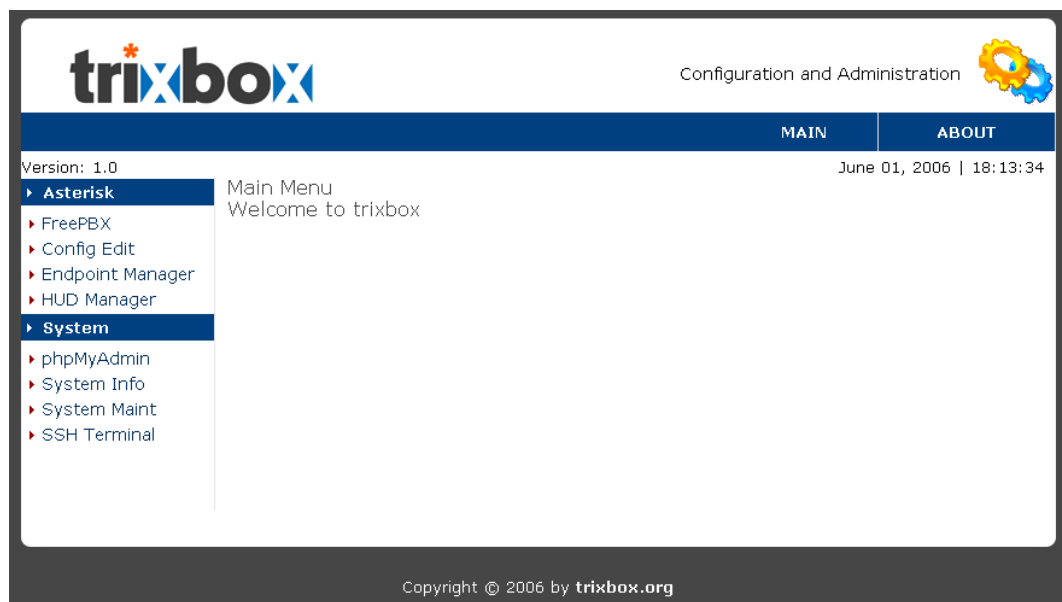 trixbox
Configuration and Administration
MAIN
ABOUT
Version: 1.0
June 01, 2006 | 18:13:34
Asterisk
FreePBX
Config Edit
Endpoint Manager
HUD Manager
System
phpMyAdmin
System Info
System Maint
SSH Terminal
Main Menu
Welcome to trixbox
Copyright © 2006 by trixbox.org